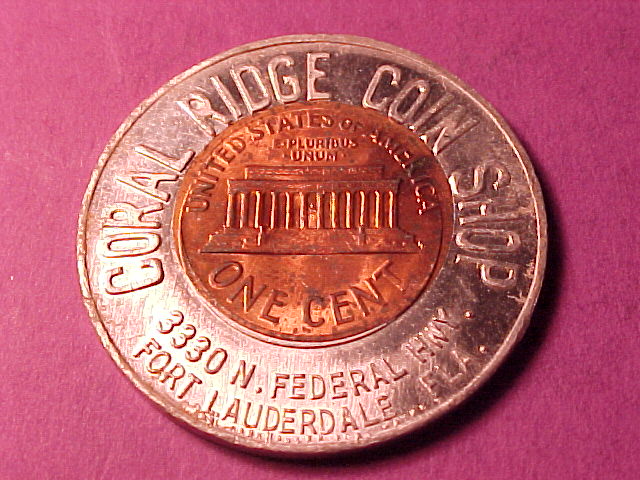 CORAL RIDGE COIN SHOP
3330 N. FEDERAL HWY.
FORT LAUDERDALE, FLA.
UNITED STATES OF AMERICA
E·PLURIBUS
UNUM
ONE CENT